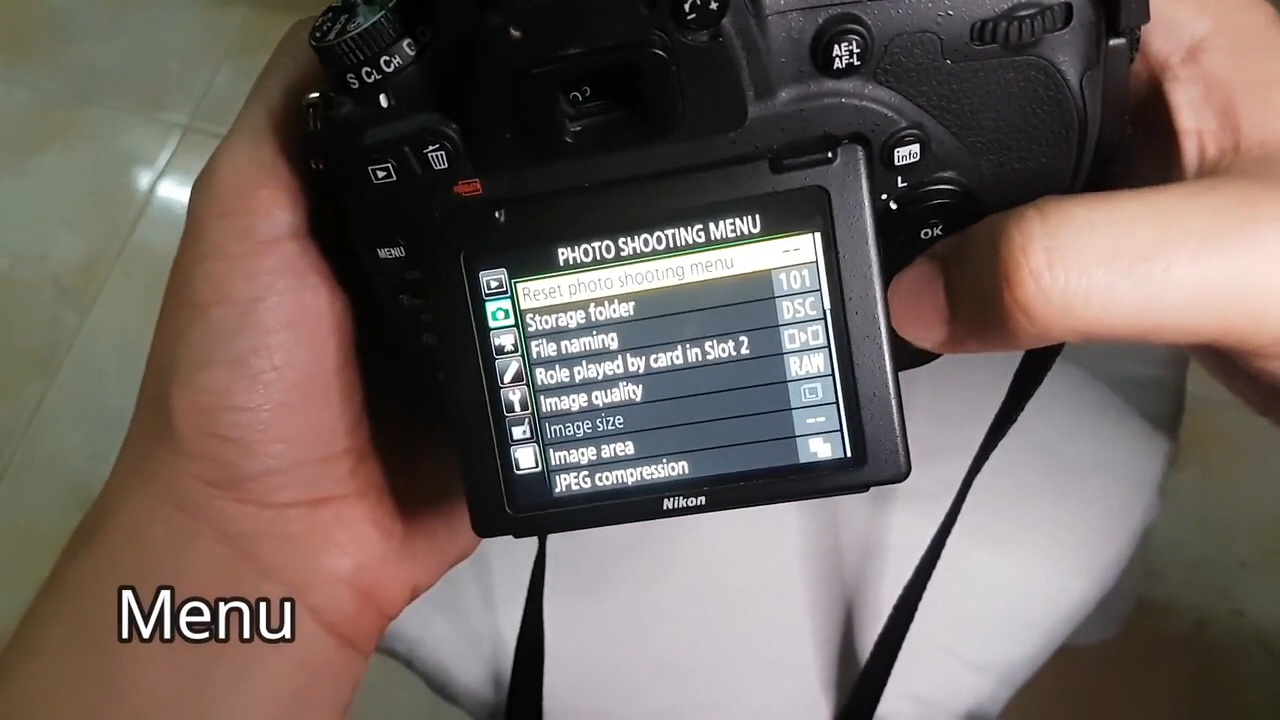 S CL CH
AE-L
AF-L
info
L
OK
MENU
PHOTO SHOOTING MENU
Reset photo shooting menu --
Storage folder 101
File naming DSC
Role played by card in Slot 2
Image quality RAW
Image size L
Image area --
JPEG compression
Nikon
Menu